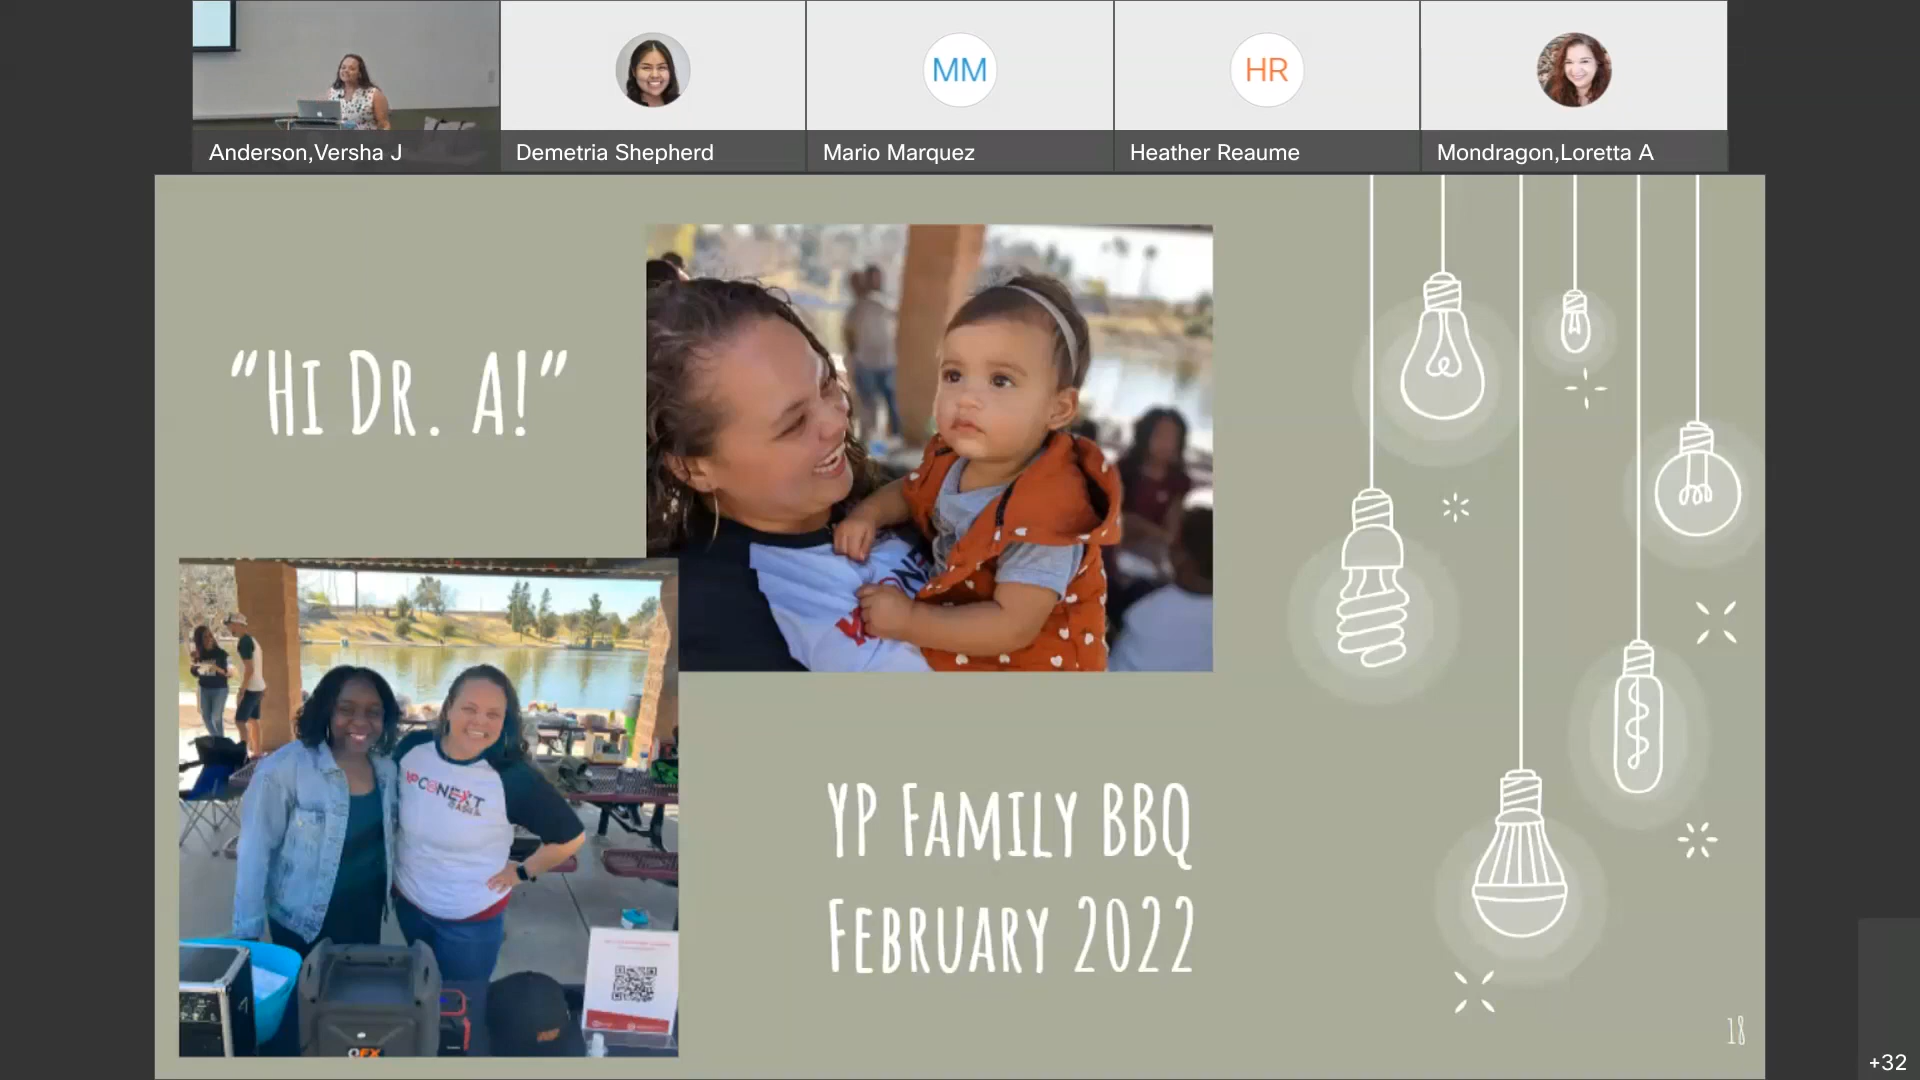 MM
HR
Anderson,Versha J
Demetria Shepherd
Mario Marquez
Heather Reaume
Mondragon,Loretta A
“Hi Dr. A!”
YP Family BBQ
February 2022
18
+32